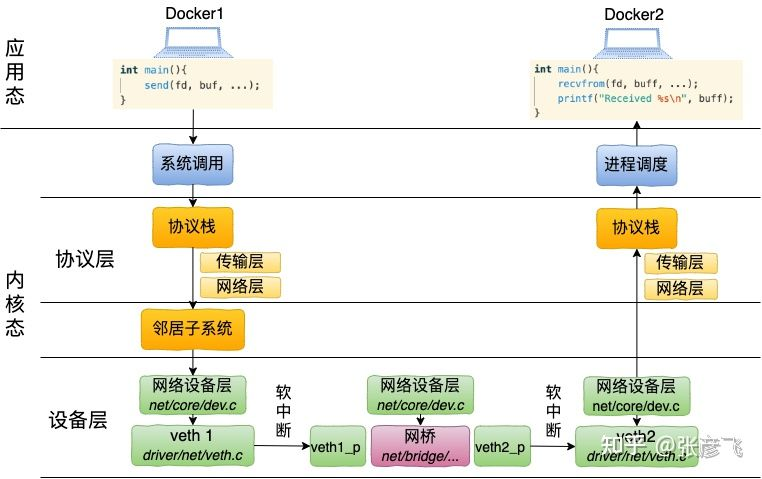 Docker1
Docker2
应用态
int main(){
send(fd, buf, ...);
}
int main(){
recvfrom(fd, buff, ...);
printf("Received %s\n", buff);
}
系统调用
进程调度
内核态
协议层
协议栈
传输层
网络层
协议栈
传输层
网络层
邻居子系统
设备层
网络设备层
net/core/dev.c
软中断
网络设备层
net/core/dev.c
软中断
网络设备层
net/core/dev.c
veth 1
driver/net/veth.c
veth1_p
网桥
net/bridge/...
veth2_p
veth2
driver/net/veth.c
知乎 @张彦飞